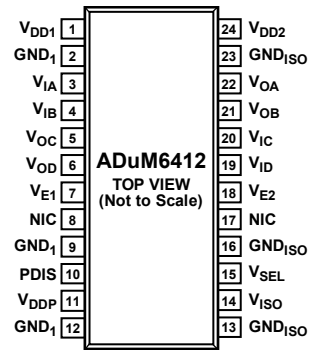 VDD1 1
GND1 2
VIA 3
VIB 4
VOC 5
VOD 6
VE1 7
NIC 8
GND1 9
PDIS 10
VDDP 11
GND1 12
ADuM6412
TOP VIEW
(Not to Scale)
24 VDD2
23 GNDISO
22 VOA
21 VOB
20 VIC
19 VID
18 VE2
17 NIC
16 GNDISO
15 VSEL
14 VISO
13 GNDISO